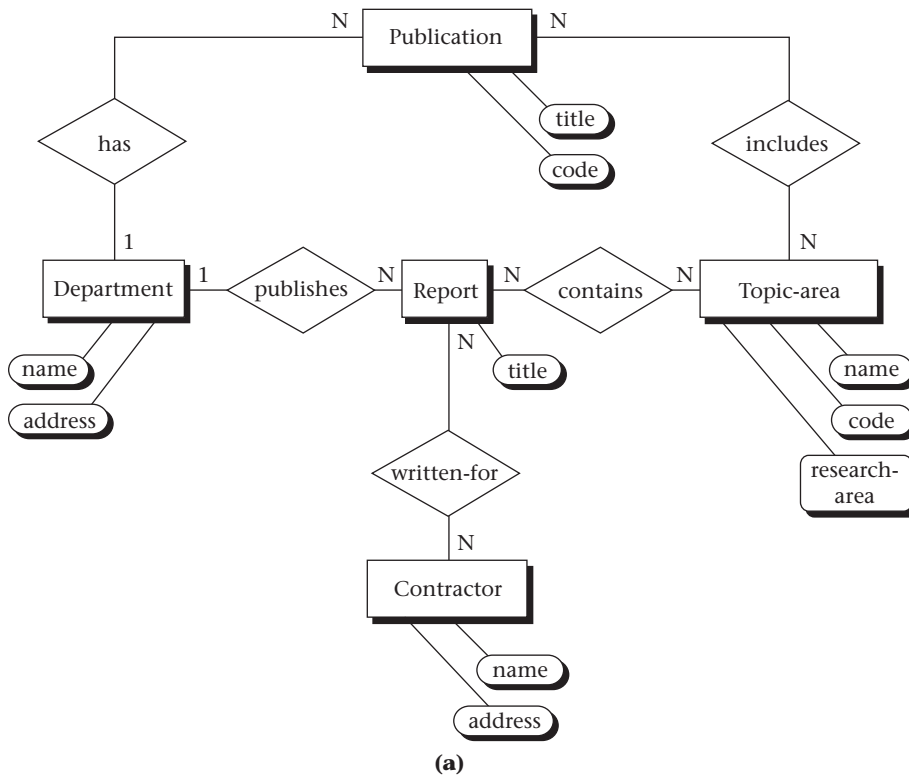 N
Publication
N
title
has
includes
code
1
N
Department
1
publishes
N
Report
N
contains
N
Topic-area
N
name
title
name
address
code
written-for
research-
area
N
Contractor
name
address
(a)